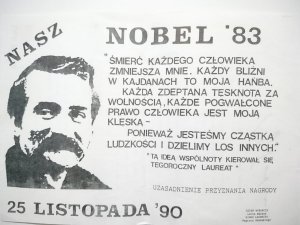 NASZ
NOBEL '83
"ŚMIERĆ KAŻDEGO CZŁOWIEKA
ZMNIEJSZA MNIE. KAŻDY BLIŹNI
W KAJDANACH TO MOJA HAŃBA.
KAŻDA ZDEPTANA TĘSKNOTA ZA
WOLNOŚCIĄ, KAŻDE POGWAŁCONE
PRAWO CZŁOWIEKA JEST MOJĄ
KLĘSKĄ -
PONIEWAŻ JESTEŚMY CZĄSTKĄ
LUDZKOŚCI I DZIELIMY LOS INNYCH."
"TĄ IDEĄ WSPÓLNOTY KIEROWAŁ SIĘ
TEGOROCZNY LAUREAT"
UZASADNIENIE PRZYZNANIA NAGRODY
25 LISTOPADA '90